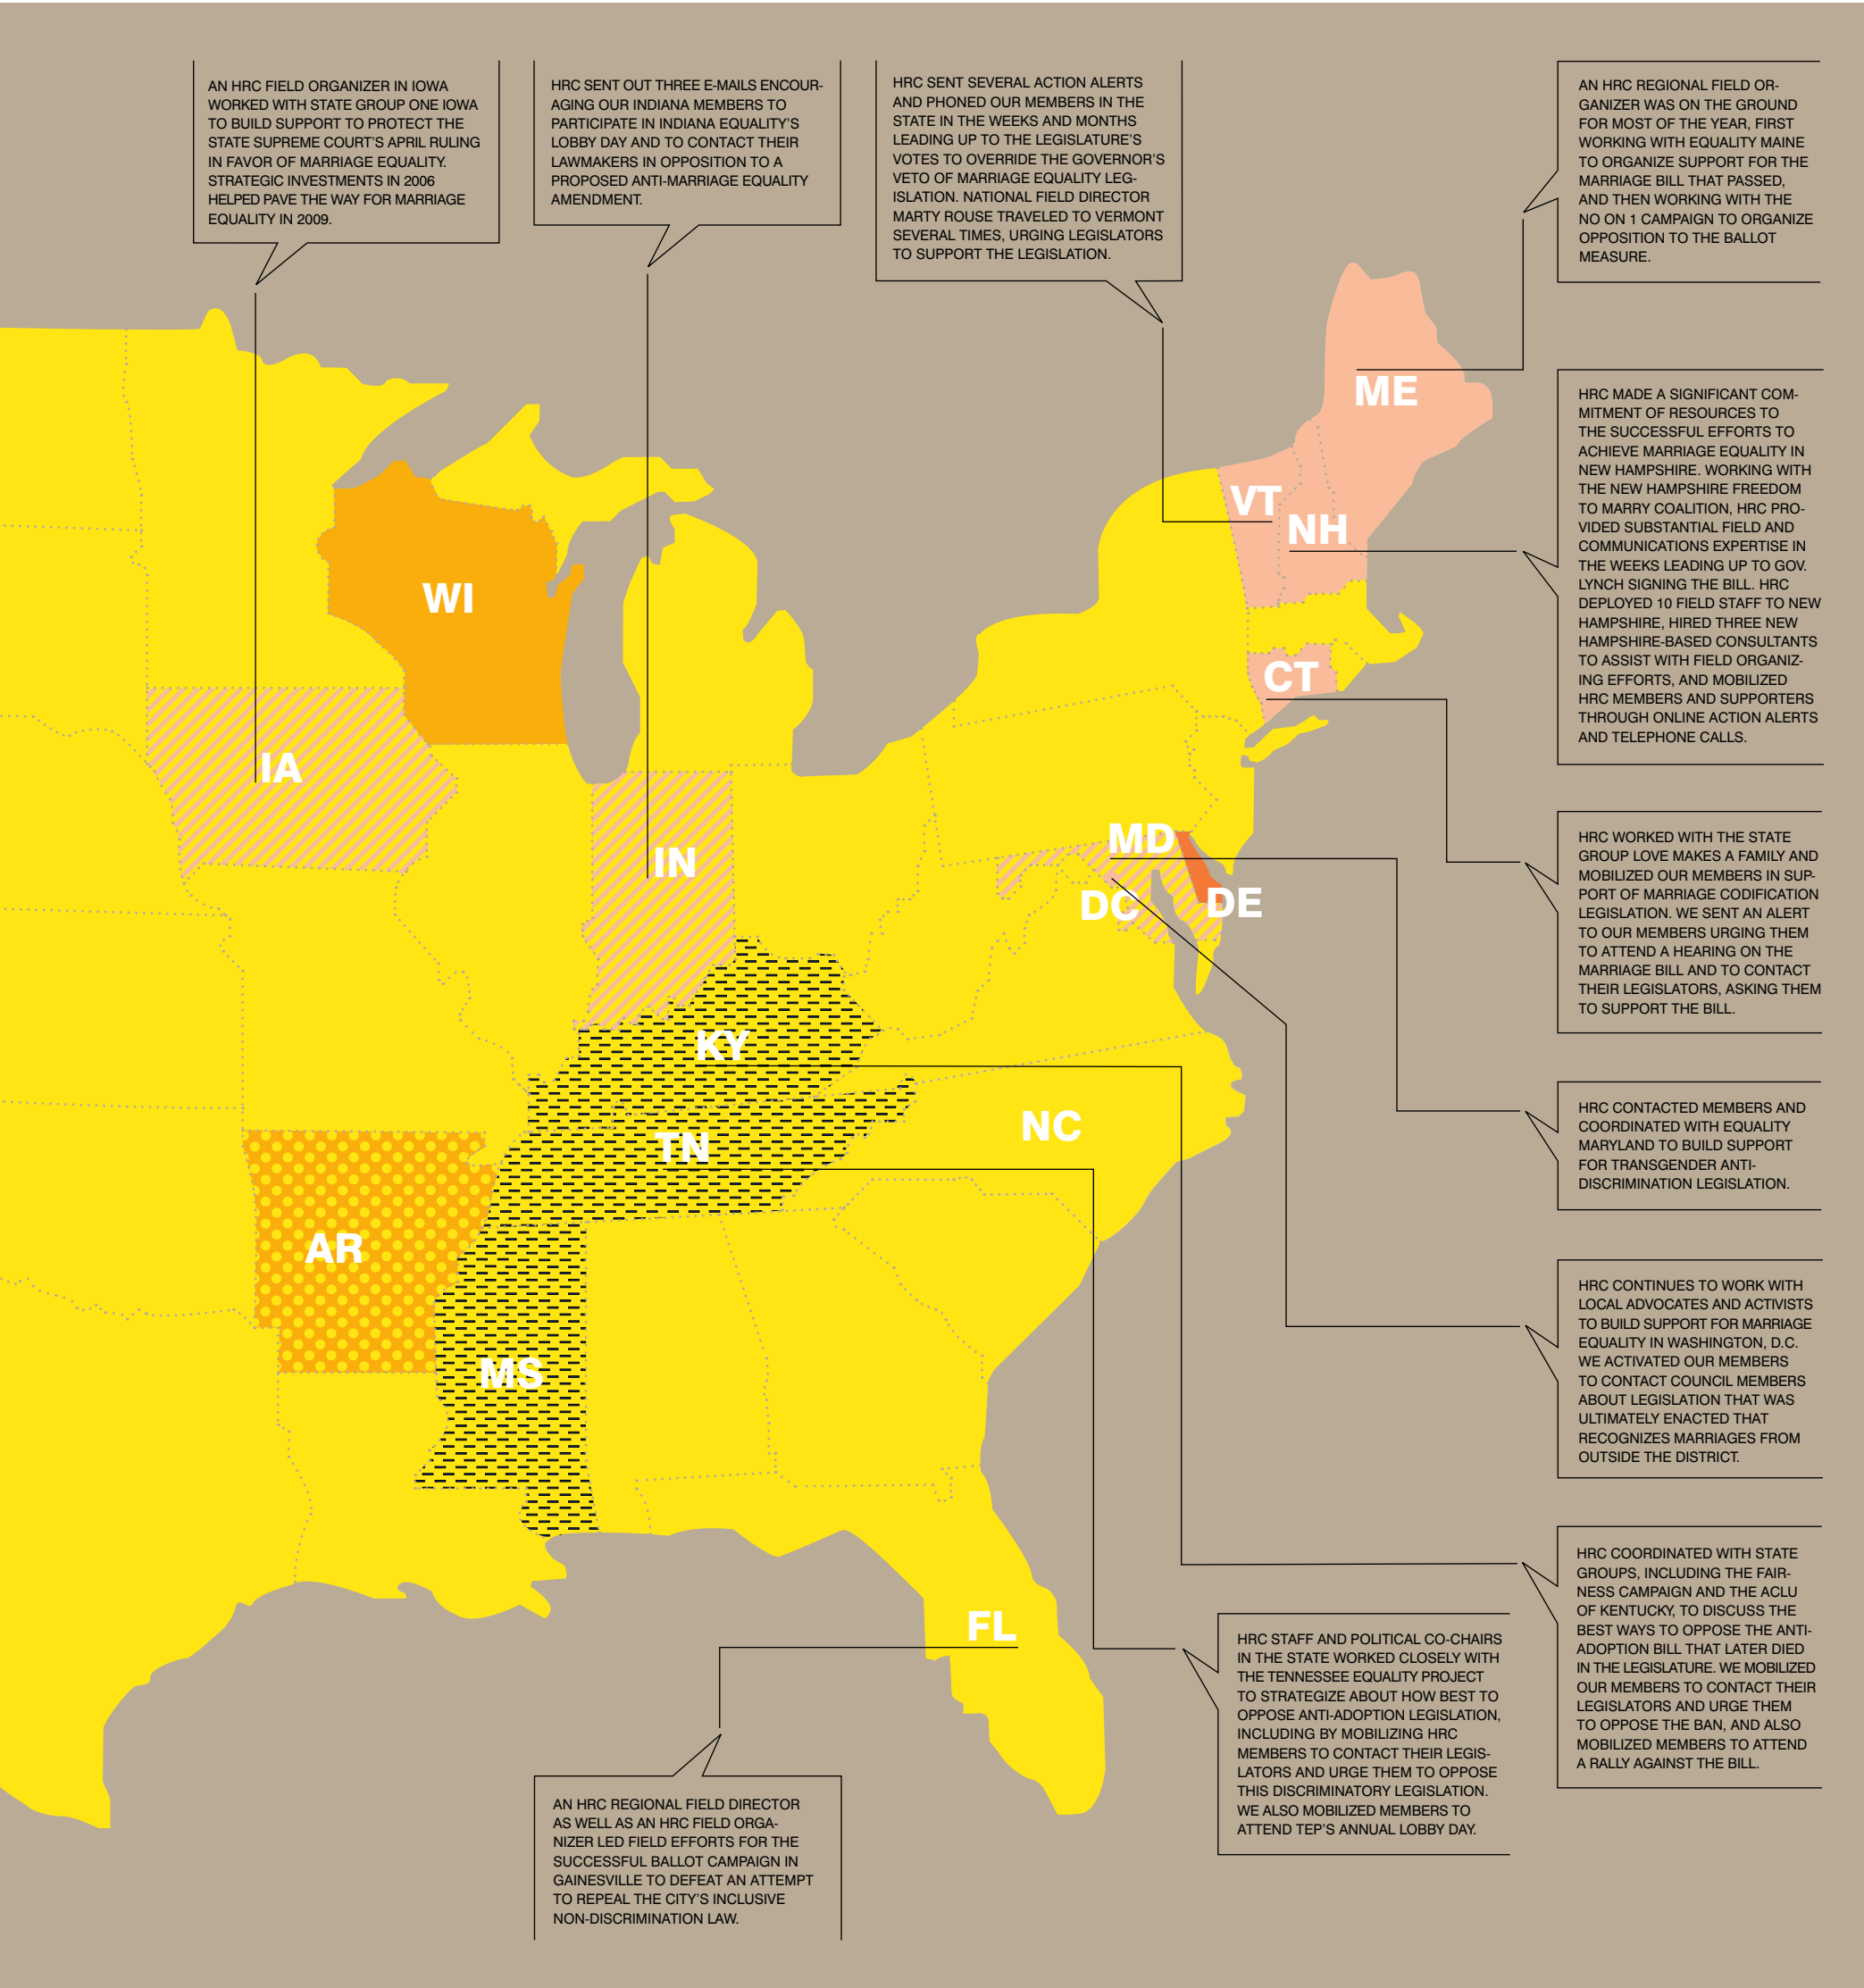 AN HRC FIELD ORGANIZER IN IOWA
WORKED WITH STATE GROUP ONE IOWA
TO BUILD SUPPORT TO PROTECT THE
STATE SUPREME COURT'S APRIL RULING
IN FAVOR OF MARRIAGE EQUALITY.
STRATEGIC INVESTMENTS IN 2006
HELPED PAVE THE WAY FOR MARRIAGE
EQUALITY IN 2009.
HRC SENT OUT THREE E-MAILS ENCOUR-
AGING OUR INDIANA MEMBERS TO
PARTICIPATE IN INDIANA EQUALITY'S
LOBBY DAY AND TO CONTACT THEIR
LAWMAKERS IN OPPOSITION TO A
PROPOSED ANTI-MARRIAGE EQUALITY
AMENDMENT.
HRC SENT SEVERAL ACTION ALERTS
AND PHONED OUR MEMBERS IN THE
STATE IN THE WEEKS AND MONTHS
LEADING UP TO THE LEGISLATURE'S
VOTES TO OVERRIDE THE GOVERNOR'S
VETO OF MARRIAGE EQUALITY LEG-
ISLATION. NATIONAL FIELD DIRECTOR
MARTY ROUSE TRAVELED TO VERMONT
SEVERAL TIMES, URGING LEGISLATORS
TO SUPPORT THE LEGISLATION.
AN HRC REGIONAL FIELD OR-
GANIZER WAS ON THE GROUND
FOR MOST OF THE YEAR, FIRST
WORKING WITH EQUALITY MAINE
TO ORGANIZE SUPPORT FOR THE
MARRIAGE BILL THAT PASSED,
AND THEN WORKING WITH THE
NO ON 1 CAMPAIGN TO ORGANIZE
OPPOSITION TO THE BALLOT
MEASURE.
HRC MADE A SIGNIFICANT COM-
MITMENT OF RESOURCES TO
THE SUCCESSFUL EFFORTS TO
ACHIEVE MARRIAGE EQUALITY IN
NEW HAMPSHIRE. WORKING WITH
THE NEW HAMPSHIRE FREEDOM
TO MARRY COALITION, HRC PRO-
VIDED SUBSTANTIAL FIELD AND
COMMUNICATIONS EXPERTISE IN
THE WEEKS LEADING UP TO GOV.
LYNCH SIGNING THE BILL. HRC
DEPLOYED 10 FIELD STAFF TO NEW
HAMPSHIRE, HIRED THREE NEW
HAMPSHIRE-BASED CONSULTANTS
TO ASSIST WITH FIELD ORGANIZ-
ING EFFORTS, AND MOBILIZED
HRC MEMBERS AND SUPPORTERS
THROUGH ONLINE ACTION ALERTS
AND TELEPHONE CALLS.
HRC WORKED WITH THE STATE
GROUP LOVE MAKES A FAMILY AND
MOBILIZED OUR MEMBERS IN SUP-
PORT OF MARRIAGE CODIFICATION
LEGISLATION. WE SENT AN ALERT
TO OUR MEMBERS URGING THEM
TO ATTEND A HEARING ON THE
MARRIAGE BILL AND TO CONTACT
THEIR LEGISLATORS, ASKING THEM
TO SUPPORT THE BILL.
HRC CONTACTED MEMBERS AND
COORDINATED WITH EQUALITY
MARYLAND TO BUILD SUPPORT
FOR TRANSGENDER ANTI-
DISCRIMINATION LEGISLATION.
HRC CONTINUES TO WORK WITH
LOCAL ADVOCATES AND ACTIVISTS
TO BUILD SUPPORT FOR MARRIAGE
EQUALITY IN WASHINGTON, D.C.
WE ACTIVATED OUR MEMBERS
TO CONTACT COUNCIL MEMBERS
ABOUT LEGISLATION THAT WAS
ULTIMATELY ENACTED THAT
RECOGNIZES MARRIAGES FROM
OUTSIDE THE DISTRICT.
HRC COORDINATED WITH STATE
GROUPS, INCLUDING THE FAIR-
NESS CAMPAIGN AND THE ACLU
OF KENTUCKY, TO DISCUSS THE
BEST WAYS TO OPPOSE THE ANTI-
ADOPTION BILL THAT LATER DIED
IN THE LEGISLATURE. WE MOBILIZED
OUR MEMBERS TO CONTACT THEIR
LEGISLATORS AND URGE THEM
TO OPPOSE THE BAN, AND ALSO
MOBILIZED MEMBERS TO ATTEND
A RALLY AGAINST THE BILL.
HRC STAFF AND POLITICAL CO-CHAIRS
IN THE STATE WORKED CLOSELY WITH
THE TENNESSEE EQUALITY PROJECT
TO STRATEGIZE ABOUT HOW BEST TO
OPPOSE ANTI-ADOPTION LEGISLATION,
INCLUDING BY MOBILIZING HRC
MEMBERS TO CONTACT THEIR LEGIS-
LATORS AND URGE THEM TO OPPOSE
THIS DISCRIMINATORY LEGISLATION.
WE ALSO MOBILIZED MEMBERS TO
ATTEND TEP'S ANNUAL LOBBY DAY.
AN HRC REGIONAL FIELD DIRECTOR
AS WELL AS AN HRC FIELD ORGA-
NIZER LED FIELD EFFORTS FOR THE
SUCCESSFUL BALLOT CAMPAIGN IN
GAINESVILLE TO DEFEAT AN ATTEMPT
TO REPEAL THE CITY'S INCLUSIVE
NON-DISCRIMINATION LAW.
ME
VT
NH
WI
CT
IA
MD
IN
DC
DE
KY
NC
TN
AR
MS
FL